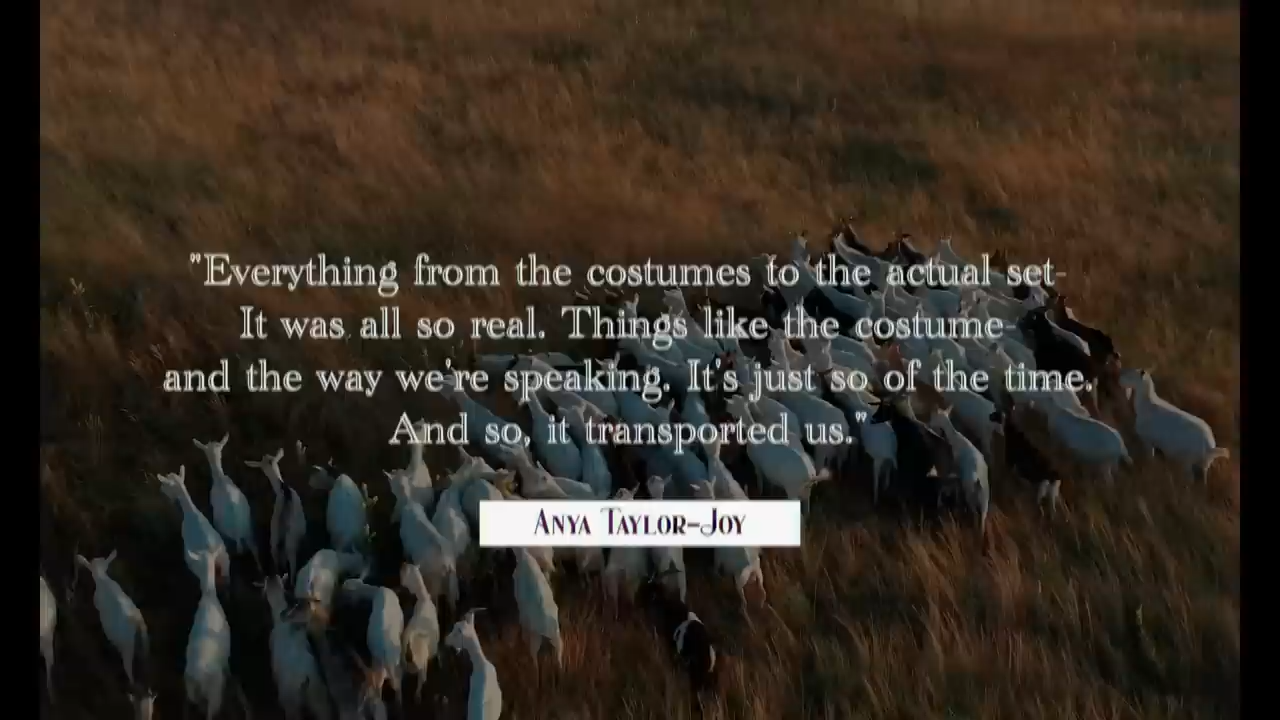 "Everything from the costumes to the actual set-
It was all so real. Things like the costume-
and the way we're speaking. It's just so of the time.
And so, it transported us."
Anya Taylor-Joy